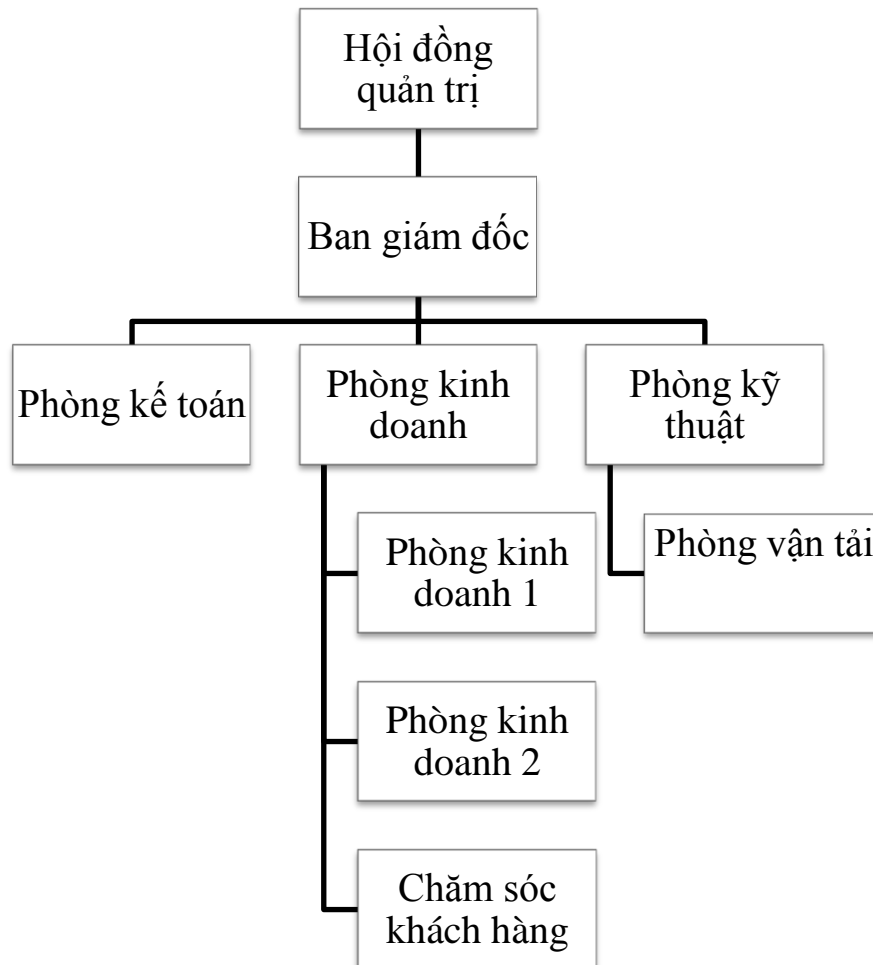 Hội đồng
quản trị
Ban giám đốc
Phòng kế toán
Phòng kinh
doanh
Phòng kỹ
thuật
Phòng kinh
doanh 1
Phòng vận tải
Phòng kinh
doanh 2
Chăm sóc
khách hàng